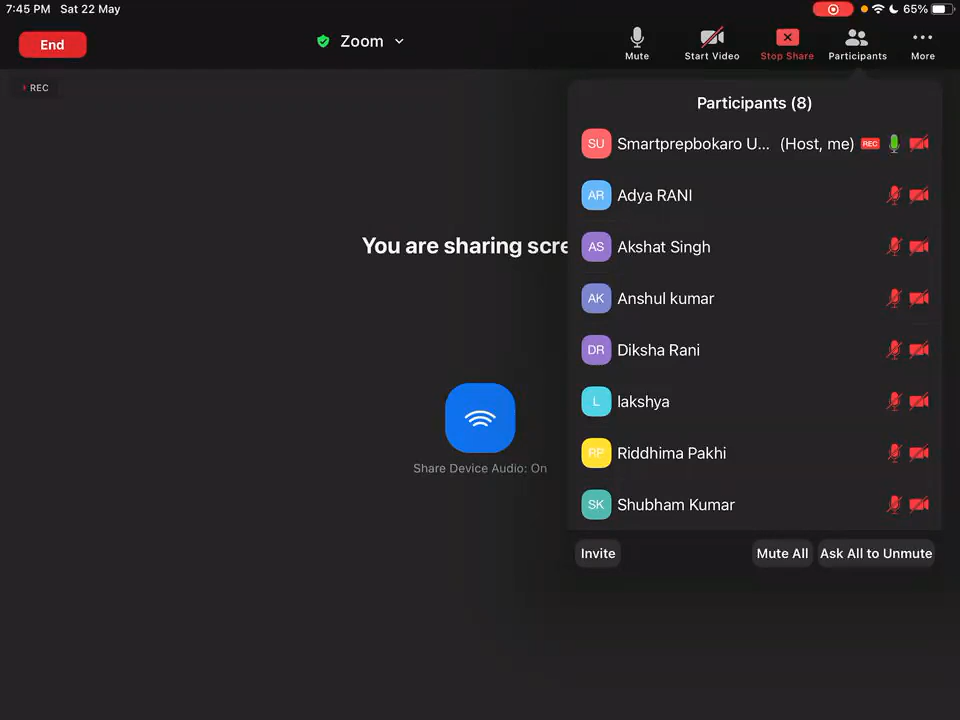 7:45 PM Sat 22 May 65%
End Zoom Mute Start Video Stop Share Participants More
REC
Participants (8)
SU Smartprepbokaro U... (Host, me) REC
AR Adya RANI
AS Akshat Singh
You are sharing scre
AK Anshul kumar
DR Diksha Rani
L lakshya
RP Riddhima Pakhi
Share Device Audio: On
SK Shubham Kumar
Invite Mute All Ask All to Unmute